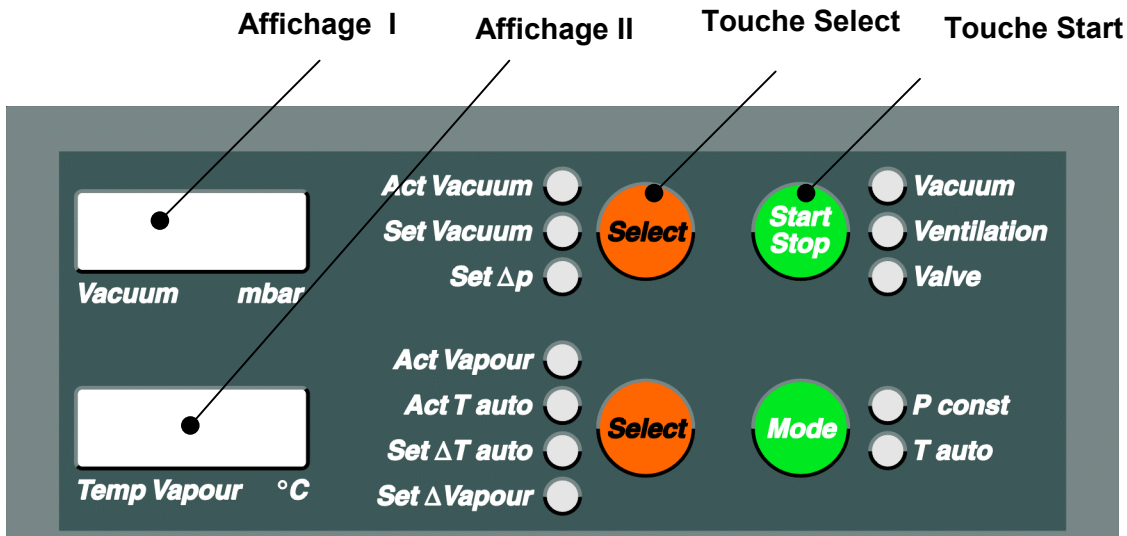 Affichage I
Affichage II
Touche Select
Touche Start
Act Vacuum
Set Vacuum
Set Δp
Select
Start
Stop
Vacuum
Ventilation
Valve
Vacuum mbar
Act Vapour
Act T auto
Set ΔT auto
Set ΔVapour
Select
Mode
P const
T auto
Temp Vapour °C